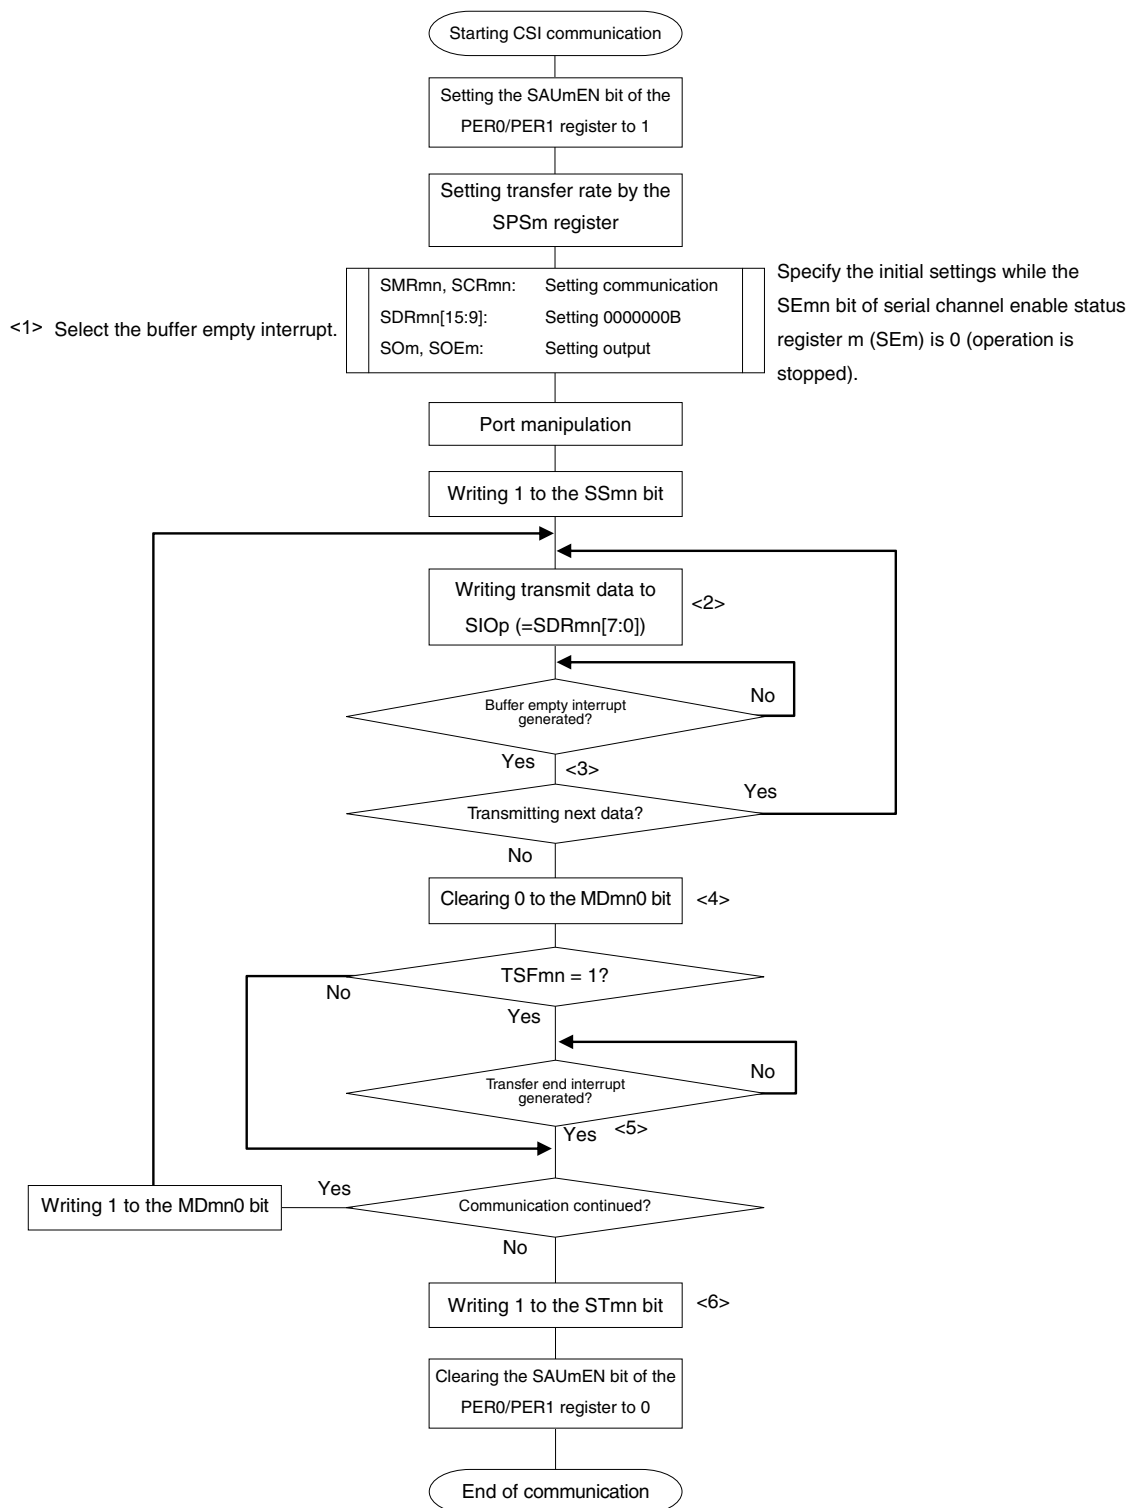 Starting CSI communication
Setting the SAUmEN bit of the
PER0/PER1 register to 1
Setting transfer rate by the
SPSm register
<1> Select the buffer empty interrupt.
SMRmn, SCRmn: Setting communication
SDRmn[15:9]: Setting 0000000B
SOm, SOEm: Setting output
Specify the initial settings while the
SEmn bit of serial channel enable status
register m (SEm) is 0 (operation is
stopped).
Port manipulation
Writing 1 to the SSmn bit
Writing transmit data to
SIOp (=SDRmn[7:0])
<2>
Buffer empty interrupt
generated?
No
Yes
<3>
Transmitting next data?
Yes
No
Clearing 0 to the MDmn0 bit
<4>
TSFmn = 1?
No
Yes
Transfer end interrupt
generated?
No
Yes
<5>
Communication continued?
Yes
Writing 1 to the MDmn0 bit
No
Writing 1 to the STmn bit
<6>
Clearing the SAUmEN bit of the
PER0/PER1 register to 0
End of communication